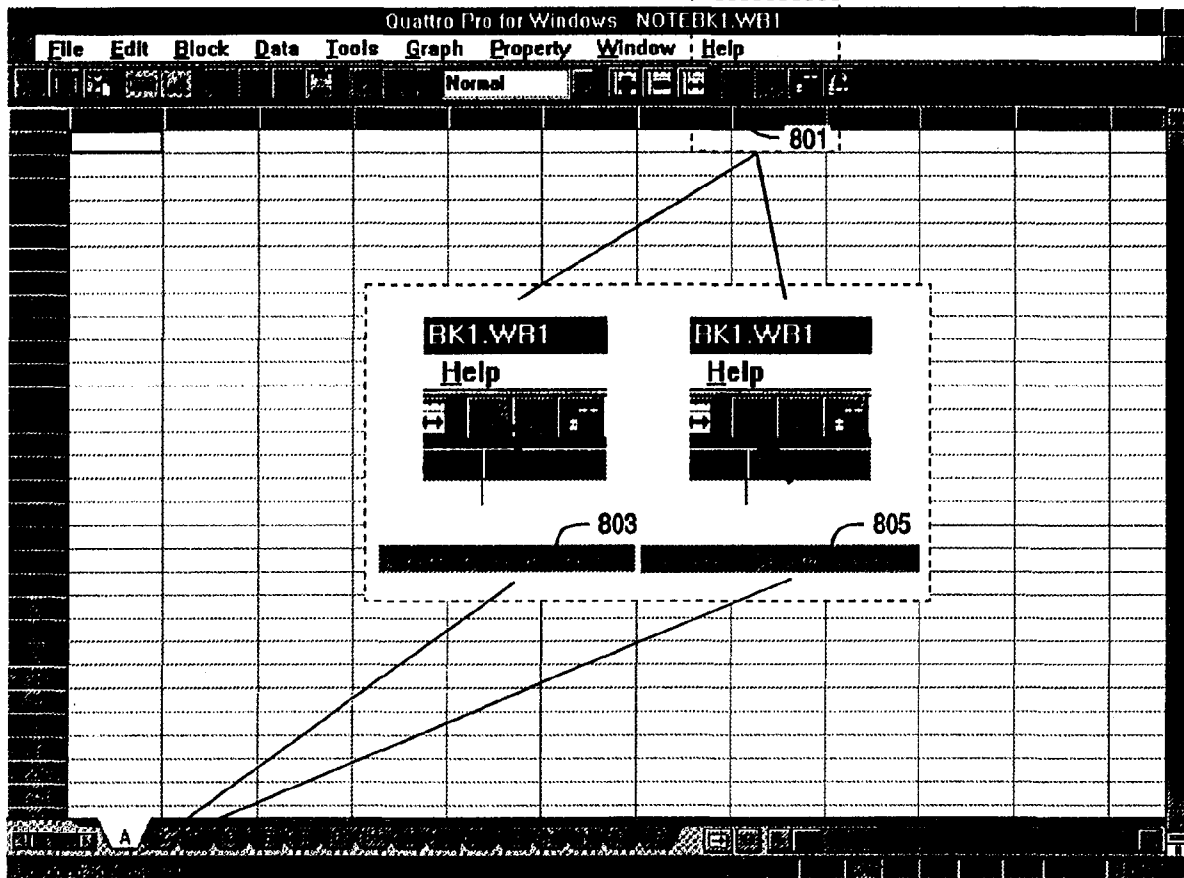 Quattro Pro for Windows NOTEBK1.WB1
File Edit Block Data Tools Graph Property Window Help
Normal
801
BK1.WB1 BK1.WB1
Help Help
803 805
A